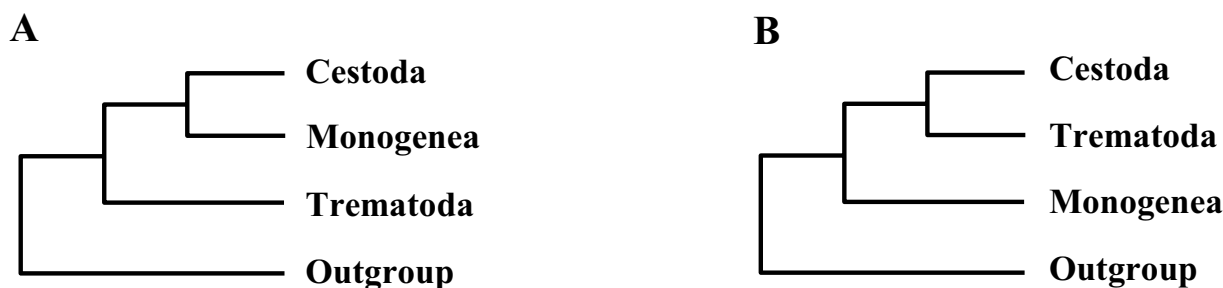 A
Cestoda
Monogenea
Trematoda
Outgroup
B
Cestoda
Trematoda
Monogenea
Outgroup